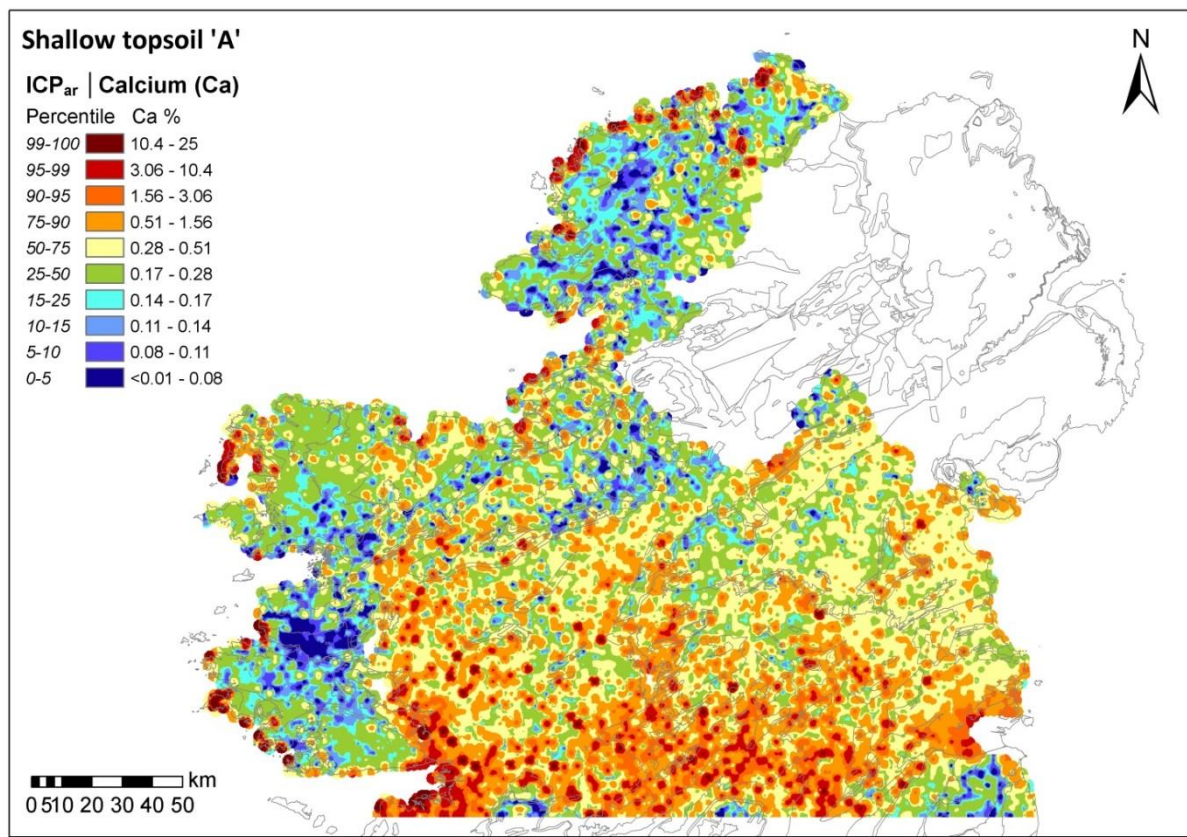 Shallow topsoil 'A'
N
ICPar | Calcium (Ca)
Percentile Ca %
99-100 10.4 - 25
95-99 3.06 - 10.4
90-95 1.56 - 3.06
75-90 0.51 - 1.56
50-75 0.28 - 0.51
25-50 0.17 - 0.28
15-25 0.14 - 0.17
10-15 0.11 - 0.14
5-10 0.08 - 0.11
0-5 <0.01 - 0.08
km
0 5 10 20 30 40 50